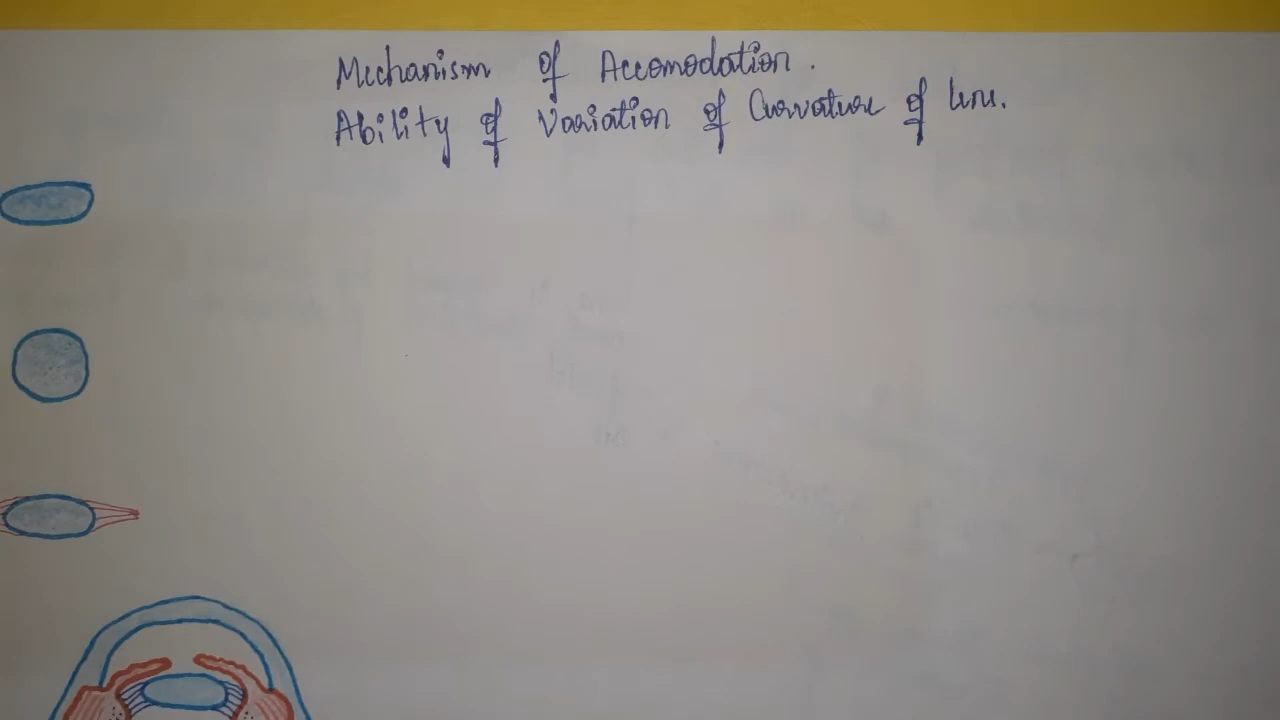 Mechanism of Accomodation.
Ability of Variation of Curvature of lens.